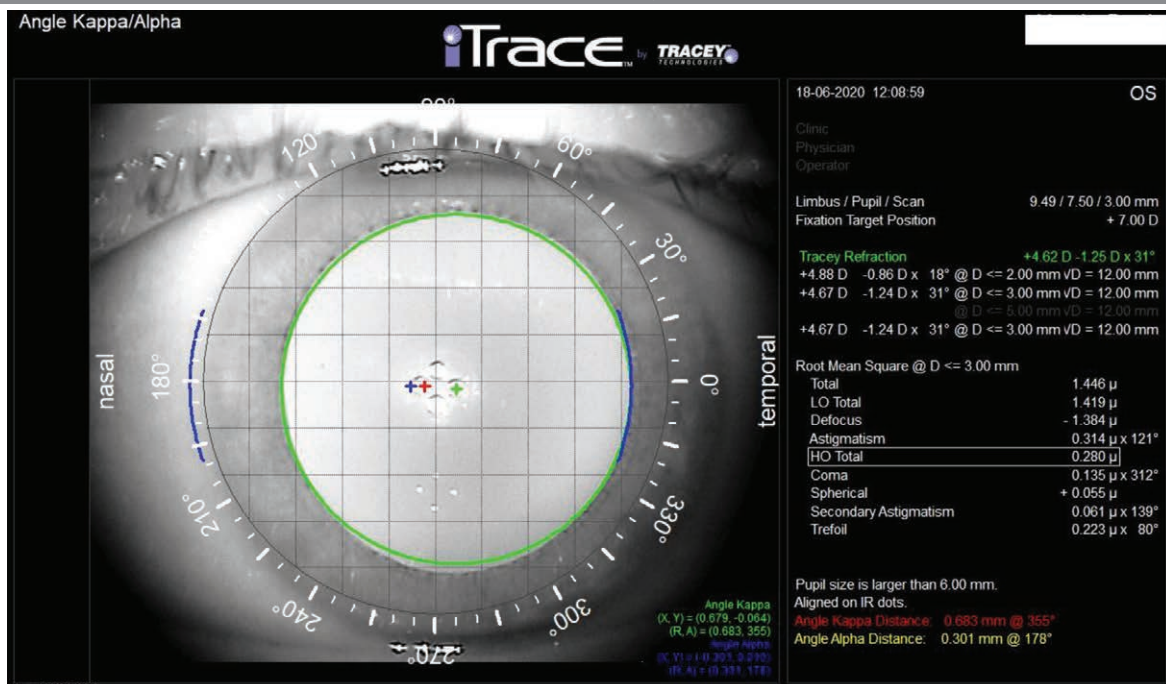 Angle Kappa/Alpha
iTrace™ by TRACEY TECHNOLOGIES
18-06-2020 12:08:59 OS
Clinic
Physician
Operator
Limbus / Pupil / Scan 9.49 / 7.50 / 3.00 mm
Fixation Target Position + 7.00 D
Tracey Refraction +4.62 D -1.25 D x 31°
+4.88 D -0.86 D x 18° @ D <= 2.00 mm VD = 12.00 mm
+4.67 D -1.24 D x 31° @ D <= 3.00 mm VD = 12.00 mm
@ D <= 5.00 mm VD = 12.00 mm
+4.67 D -1.24 D x 31° @ D <= 3.00 mm VD = 12.00 mm
Root Mean Square @ D <= 3.00 mm
Total 1.446 µ
LO Total 1.419 µ
Defocus - 1.384 µ
Astigmatism 0.314 µ x 121°
HO Total 0.280 µ
Coma 0.135 µ x 312°
Spherical + 0.055 µ
Secondary Astigmatism 0.061 µ x 139°
Trefoil 0.223 µ x 80°
Pupil size is larger than 6.00 mm.
Aligned on IR dots.
Angle Kappa Distance: 0.683 mm @ 355°
Angle Alpha Distance: 0.301 mm @ 178°
90°
120
60°
30°
nasal
180°
0°
temporal
210°
330°
240°
300°
270°
Angle Kappa
(X, Y) = (0.679, -0.064)
(R, A) = (0.683, 355)
Angle Alpha